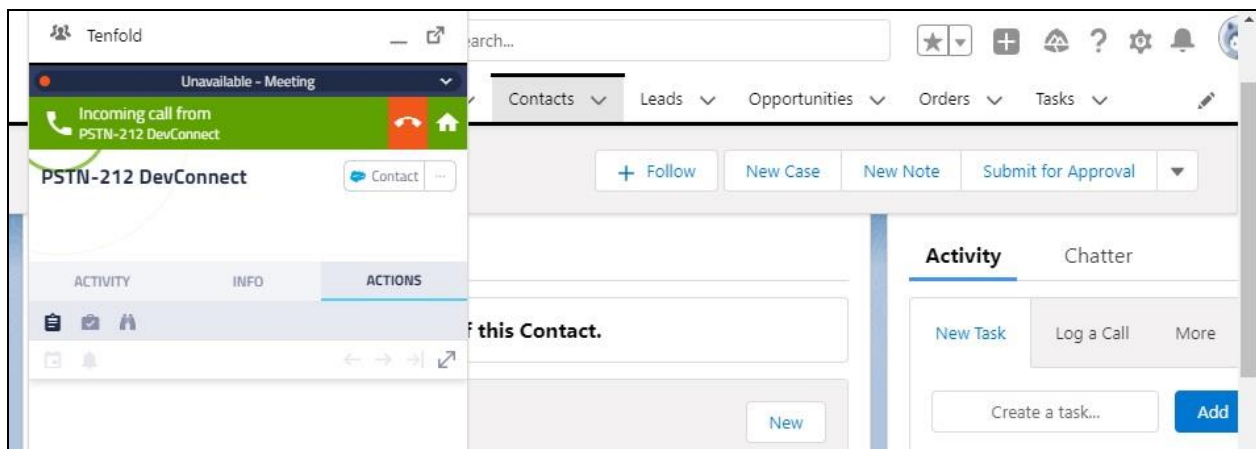 Tenfold
earch...
Unavailable - Meeting
Contacts
Leads
Opportunities
Orders
Tasks
Incoming call from
PSTN-212 DevConnect
PSTN-212 DevConnect
Contact
...
+ Follow
New Case
New Note
Submit for Approval
Activity
Chatter
ACTIVITY
INFO
ACTIONS
f this Contact.
New Task
Log a Call
More
New
Create a task...
Add